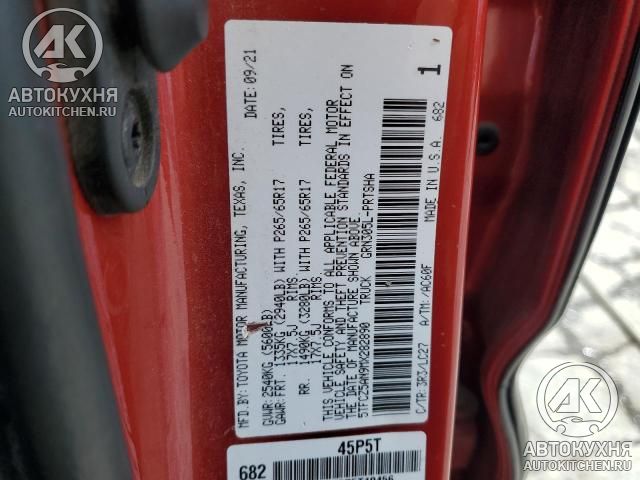 AK
АВТОКУХНЯ
AUTOKITCHEN.RU
MFD.BY: TOYOTA MOTOR MANUFACTURING, TEXAS, INC. DATE: 09/21
GVWR: 2540KG (5600LB)
GAWR: FRT. 1335KG (2940LB) WITH P265/65R17 TIRES,
17X7.5J RIMS.
RR. 1490KG (3280LB) WITH P265/65R17 TIRES,
17X7.5J RIMS.
THIS VEHICLE CONFORMS TO ALL APPLICABLE FEDERAL MOTOR
VEHICLE SAFETY AND THEFT PREVENTION STANDARDS IN EFFECT ON
THE DATE OF MANUFACTURE SHOWN ABOVE.
TRUCK GRN305L-PRTSHA
C/TR: 3R3/LC27 A/TM: /AC60F
MADE IN U.S.A. 682
1
45P5T
682
AK
АВТОКУХНЯ
AUTOKITCHEN.RU